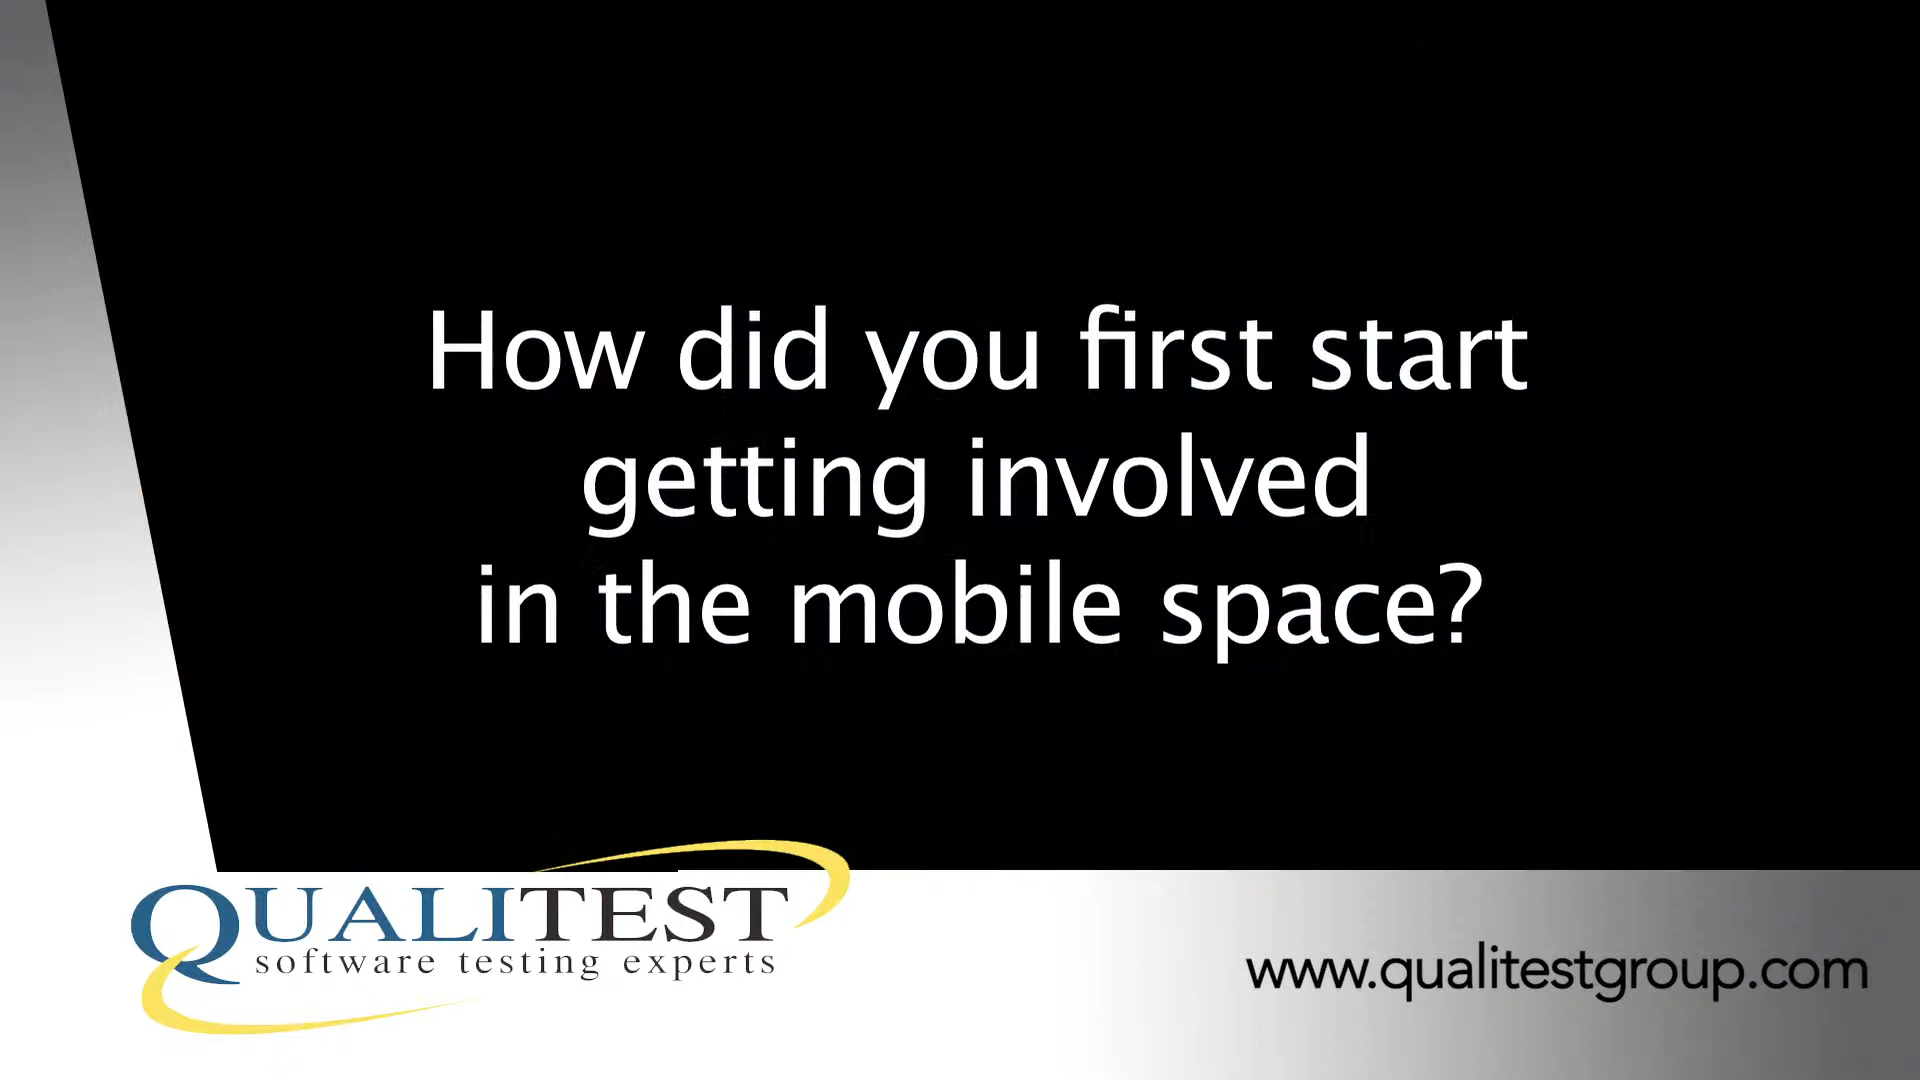 How did you first start
getting involved
in the mobile space?
QUALITEST
software testing experts
www.qualitestgroup.com